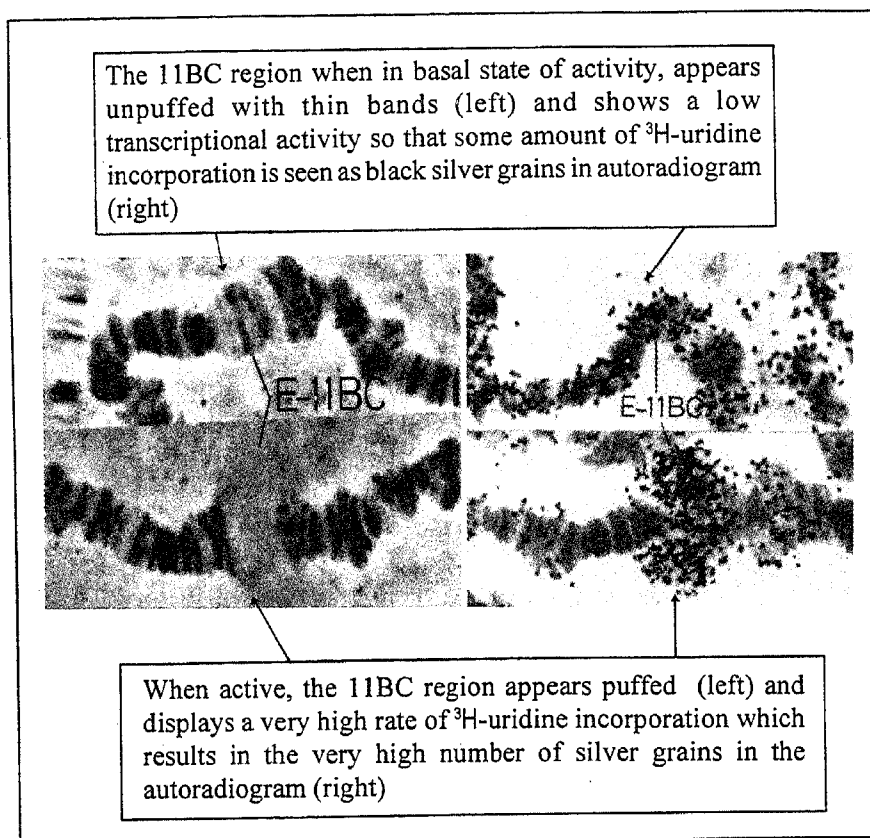 The 11BC region when in basal state of activity, appears
unpuffed with thin bands (left) and shows a low
transcriptional activity so that some amount of ³H-uridine
incorporation is seen as black silver grains in autoradiogram
(right)
E-11BC
E-11BC
When active, the 11BC region appears puffed (left) and
displays a very high rate of ³H-uridine incorporation which
results in the very high number of silver grains in the
autoradiogram (right)